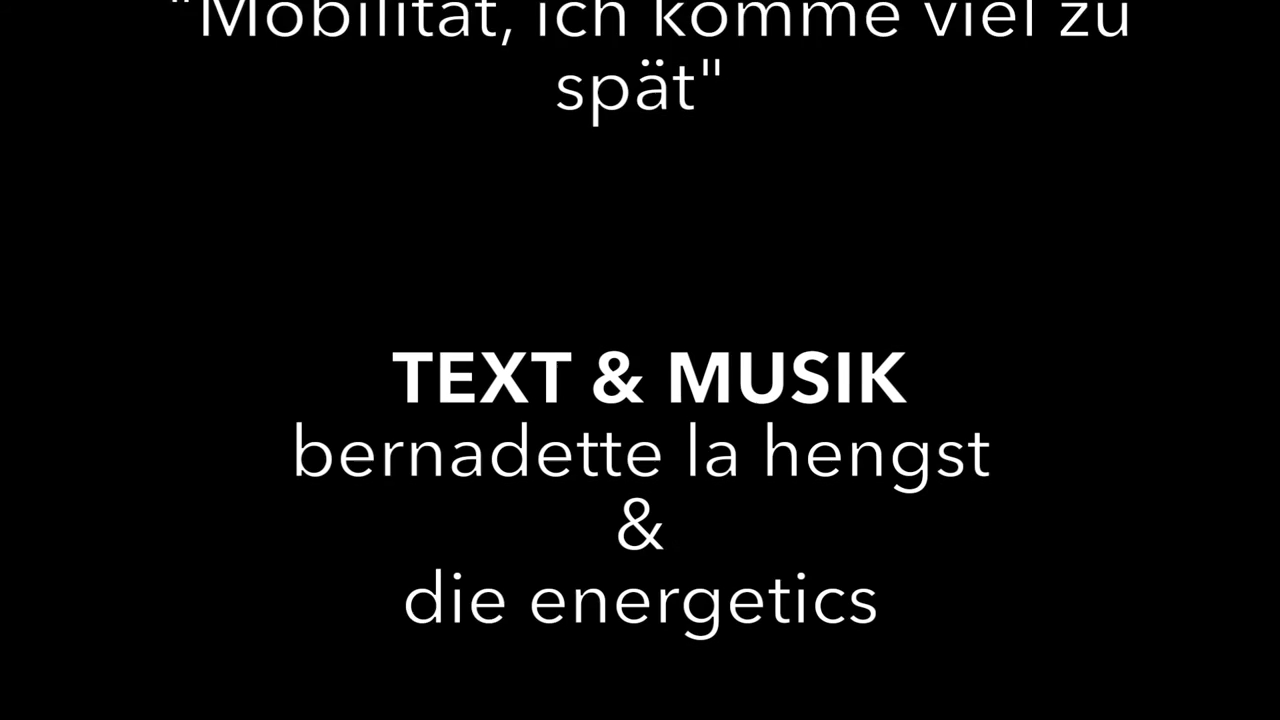 "Mobilität, ich komme viel zu
spät"
TEXT & MUSIK
bernadette la hengst
&
die energetics